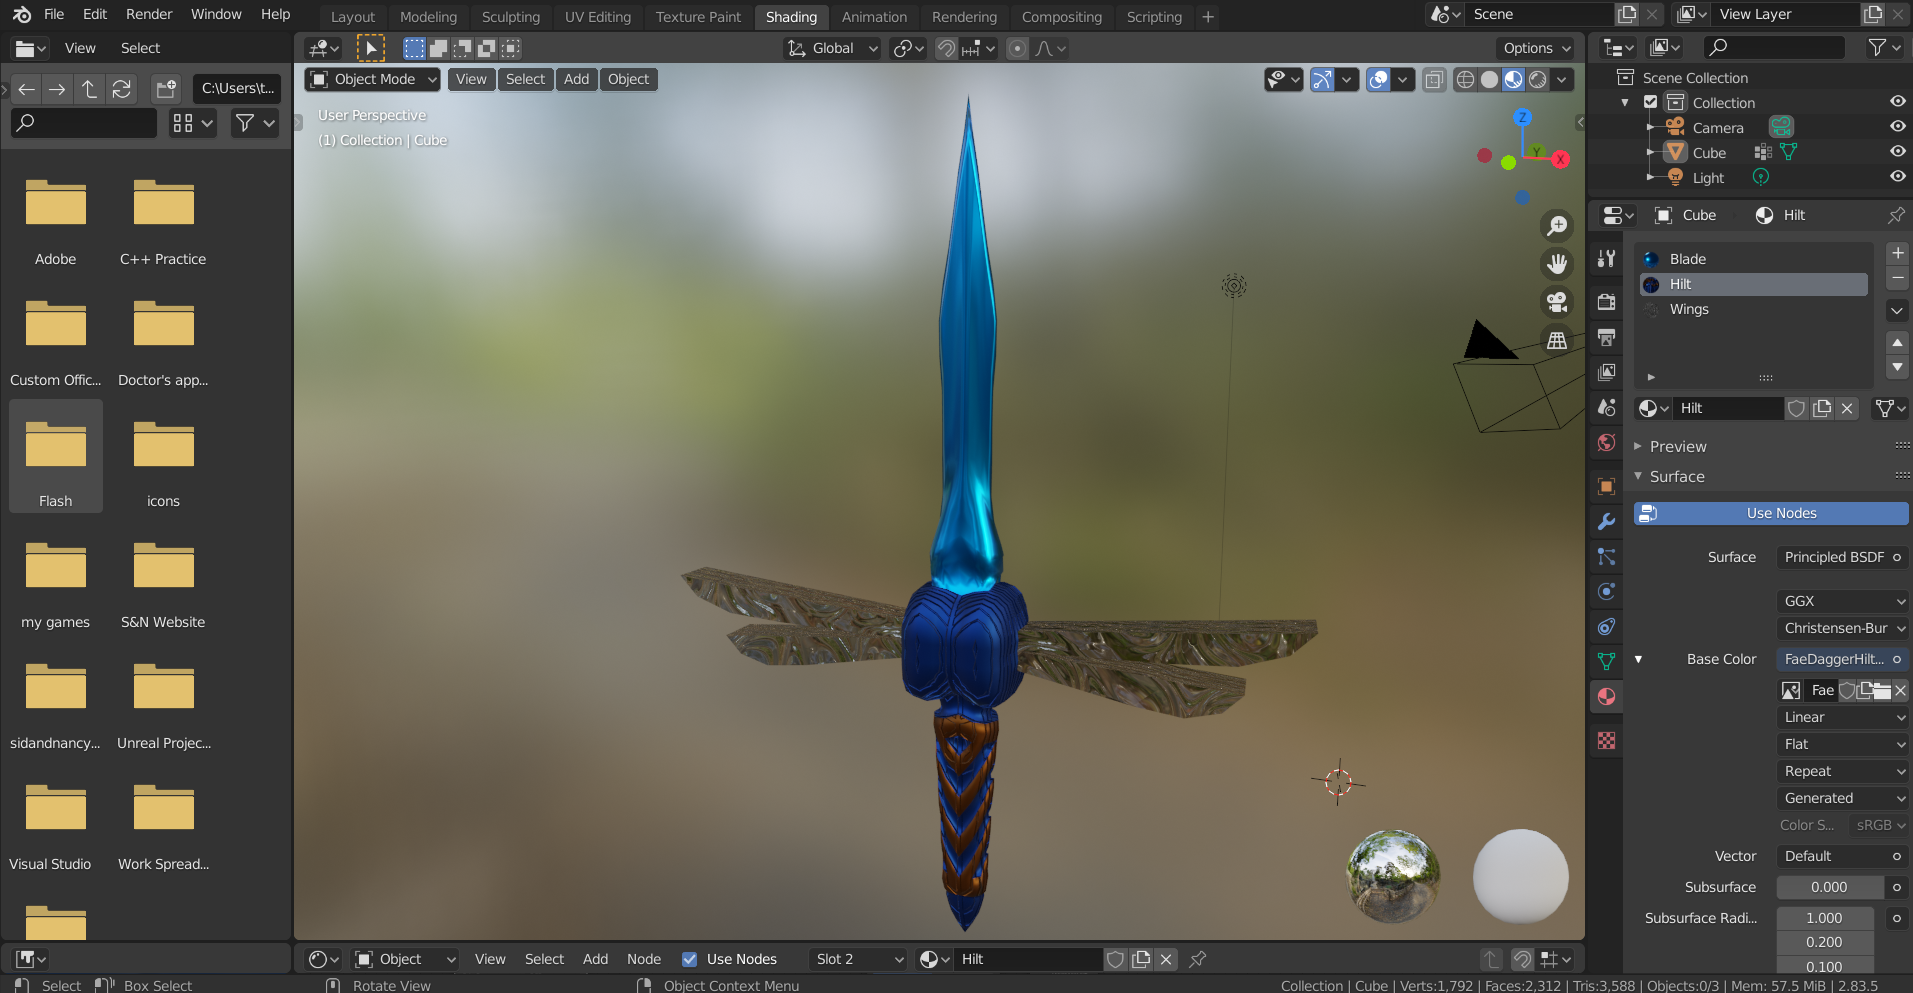 File Edit Render Window Help
Layout Modeling Sculpting UV Editing Texture Paint Shading Animation Rendering Compositing Scripting +
Scene
View Layer
View Select
Global
Options
C:\Users\t...
Object Mode View Select Add Object
User Perspective
(1) Collection | Cube
Z
Y
X
Adobe
C++ Practice
Custom Offic...
Doctor's app...
Flash
icons
my games
S&N Website
sidandnancy...
Unreal Projec...
Visual Studio
Work Spread...
Scene Collection
Collection
Camera
Cube
Light
Cube Hilt
Blade
Hilt
Wings
Hilt
Preview
Surface
Use Nodes
Surface Principled BSDF
GGX
Christensen-Bur
Base Color FaeDaggerHilt...
Fae
Linear
Flat
Repeat
Generated
Color S... sRGB
Vector Default
Subsurface 0.000
Subsurface Radi... 1.000
0.200
0.100
Object View Select Add Node Use Nodes Slot 2 Hilt
Select Box Select Rotate View Object Context Menu
Collection | Cube | Verts:1,792 | Faces:2,312 | Tris:3,588 | Objects:0/3 | Mem: 57.5 MiB | 2.83.5